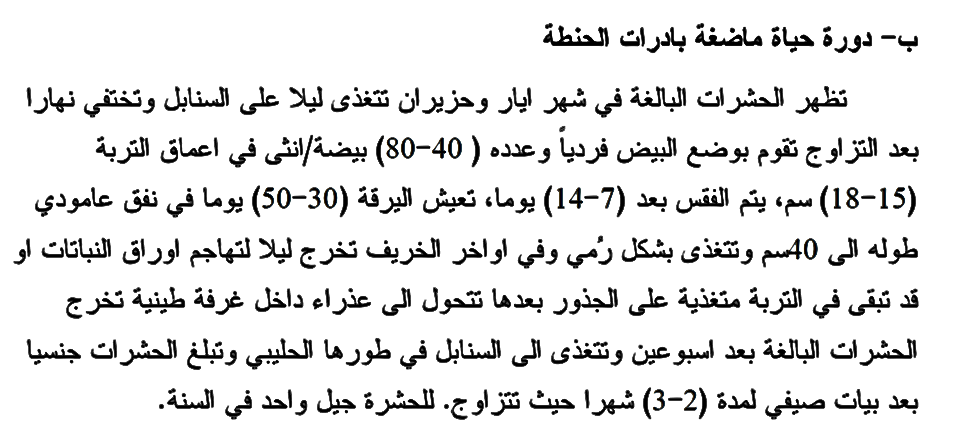 ب- دورة حياة ماضغة بادرات الحنطة
تظهر الحشرات البالغة في شهر ايار وحزيران تتغذى ليلا على السنابل وتختفي نهارا
بعد التزاوج تقوم بوضع البيض فردياً وعدده ( 40-80) بيضة/انثى في اعماق التربة
(15-18) سم، يتم الفقس بعد (7-14) يوما، تعيش اليرقة (30-50) يوما في نفق عامودي
طوله الى 40سم وتتغذى بشكل رُمي وفي اواخر الخريف تخرج ليلا لتهاجم اوراق النباتات او
قد تبقى في التربة متغذية على الجذور بعدها تتحول الى عذراء داخل غرفة طينية تخرج
الحشرات البالغة بعد اسبوعين وتتغذى الى السنابل في طورها الحليبي وتبلغ الحشرات جنسيا
بعد بيات صيفي لمدة (2-3) شهرا حيث تتزاوج. للحشرة جيل واحد في السنة.